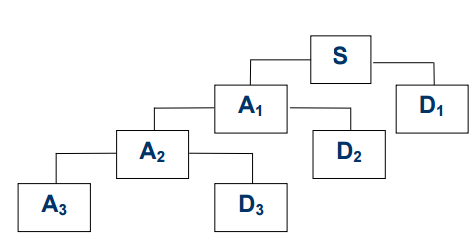 S
A₁ D₁
A₂ D₂
A₃ D₃